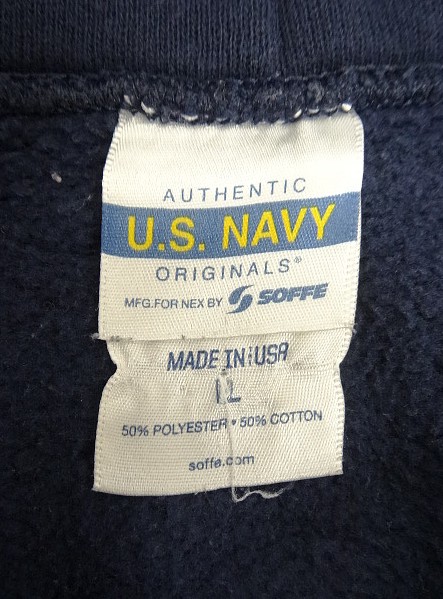 AUTHENTIC
U.S. NAVY
ORIGINALS®
MFG.FOR NEX BY SOFFE
MADE IN USA
L
50% POLYESTER • 50% COTTON
soffe.com